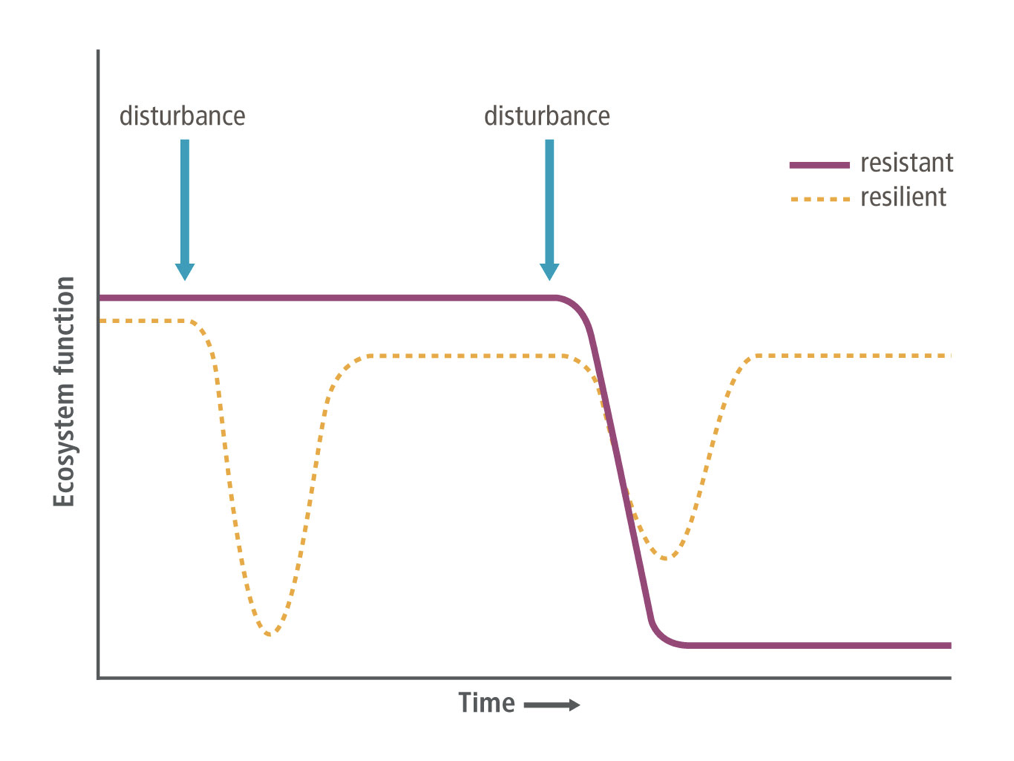 disturbance
disturbance
resistant
resilient
Ecosystem function
Time